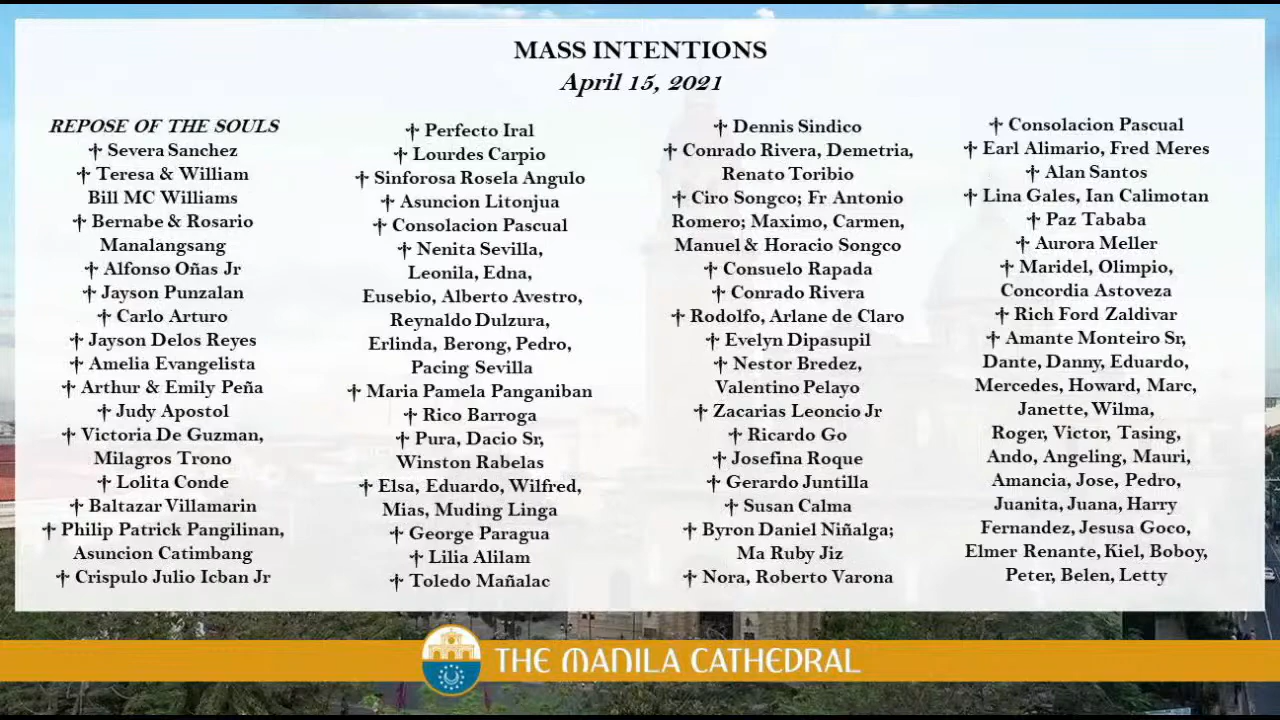 MASS INTENTIONS
April 15, 2021
REPOSE OF THE SOULS
✝ Severa Sanchez
✝ Teresa & William
Bill MC Williams
✝ Bernabe & Rosario
Manalangsang
✝ Alfonso Oñas Jr
✝ Jayson Punzalan
✝ Carlo Arturo
✝ Jayson Delos Reyes
✝ Amelia Evangelista
✝ Arthur & Emily Peña
✝ Judy Apostol
✝ Victoria De Guzman,
Milagros Trono
✝ Lolita Conde
✝ Baltazar Villamarin
✝ Philip Patrick Pangilinan,
Asuncion Catimbang
✝ Crispulo Julio Icban Jr
✝ Perfecto Iral
✝ Lourdes Carpio
✝ Sinforosa Rosela Angulo
✝ Asuncion Litonjua
✝ Consolacion Pascual
✝ Nenita Sevilla,
Leonila, Edna,
Eusebio, Alberto Avestro,
Reynaldo Dulzura,
Erlinda, Berong, Pedro,
Pacing Sevilla
✝ Maria Pamela Panganiban
✝ Rico Barroga
✝ Pura, Dacio Sr,
Winston Rabelas
✝ Elsa, Eduardo, Wilfred,
Mias, Muding Linga
✝ George Paragua
✝ Lilia Alilam
✝ Toledo Mañalac
✝ Dennis Sindico
✝ Conrado Rivera, Demetria,
Renato Toribio
✝ Ciro Songco; Fr Antonio
Romero; Maximo, Carmen,
Manuel & Horacio Songco
✝ Consuelo Rapada
✝ Conrado Rivera
✝ Rodolfo, Arlane de Claro
✝ Evelyn Dipasupil
✝ Nestor Bredez,
Valentino Pelayo
✝ Zacarias Leoncio Jr
✝ Ricardo Go
✝ Josefina Roque
✝ Gerardo Juntilla
✝ Susan Calma
✝ Byron Daniel Niñalga;
Ma Ruby Jiz
✝ Nora, Roberto Varona
✝ Consolacion Pascual
✝ Earl Alimario, Fred Meres
✝ Alan Santos
✝ Lina Gales, Ian Calimotan
✝ Paz Tababa
✝ Aurora Meller
✝ Maridel, Olimpio,
Concordia Astoveza
✝ Rich Ford Zaldivar
✝ Amante Monteiro Sr,
Dante, Danny, Eduardo,
Mercedes, Howard, Marc,
Janette, Wilma,
Roger, Victor, Tasing,
Ando, Angeling, Mauri,
Amancia, Jose, Pedro,
Juanita, Juana, Harry
Fernandez, Jesusa Goco,
Elmer Renante, Kiel, Boboy,
Peter, Belen, Letty
THE MANILA CATHEDRAL